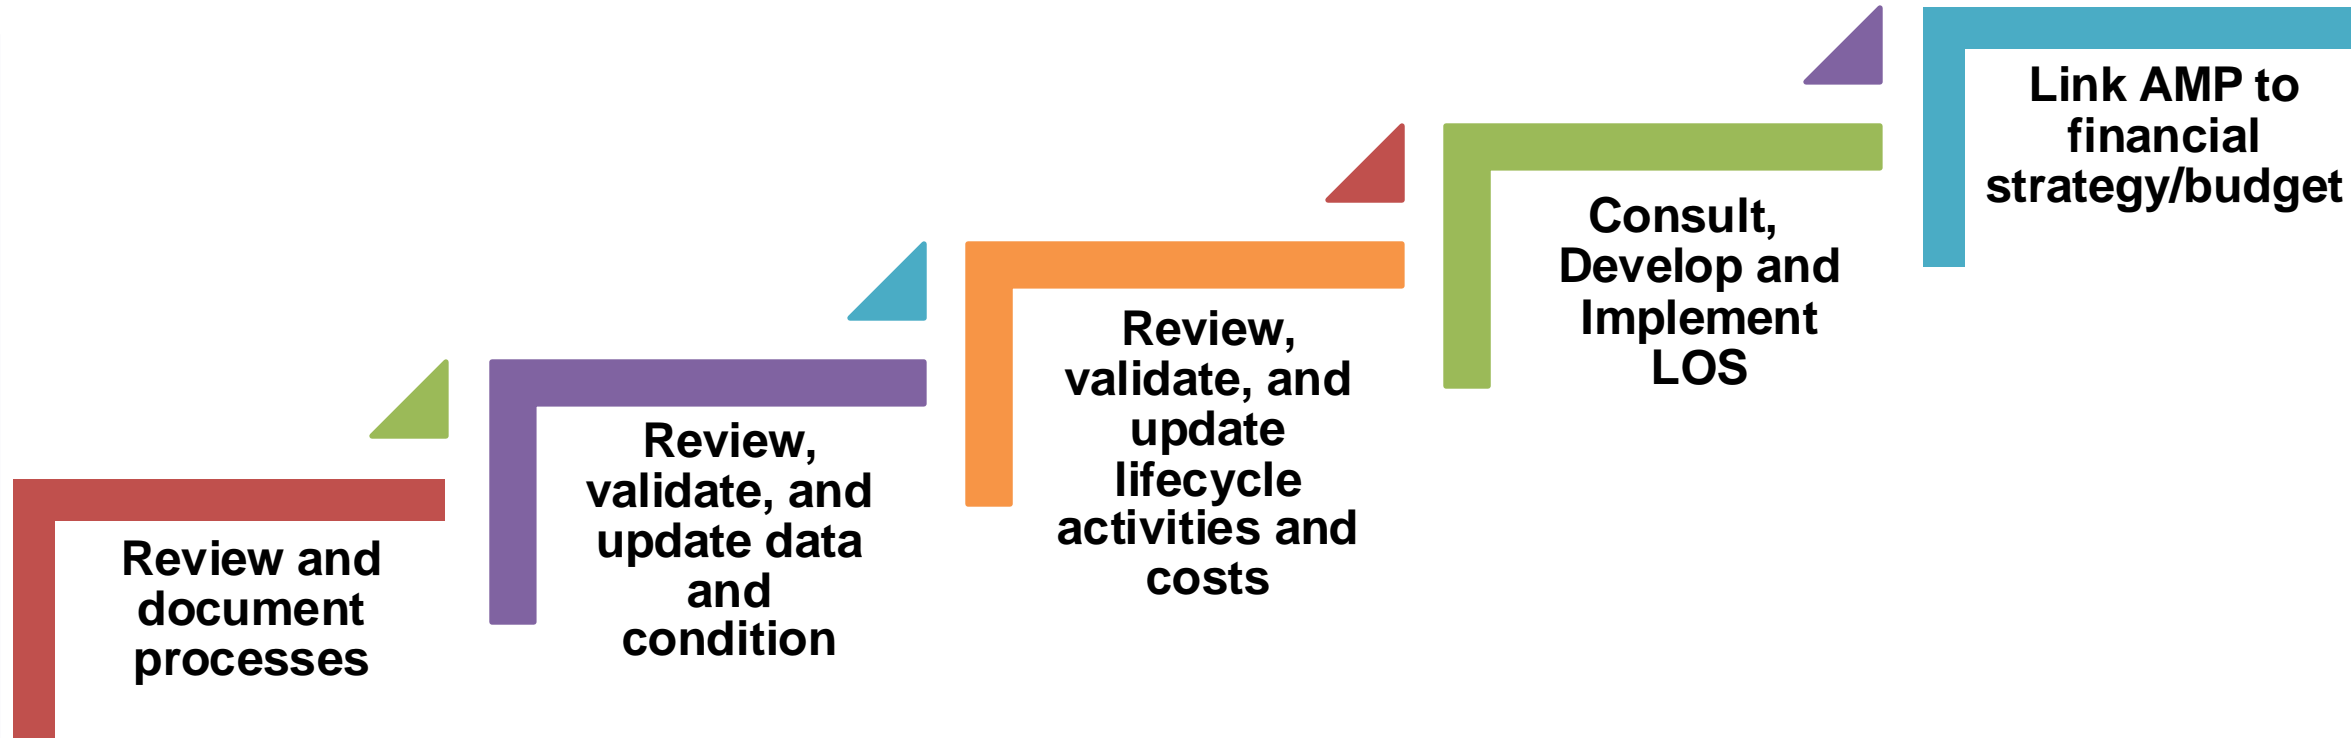 Review and
document
processes
Review,
validate, and
update data
and
condition
Review,
validate, and
update
lifecycle
activities and
costs
Consult,
Develop and
Implement
LOS
Link AMP to
financial
strategy/budget